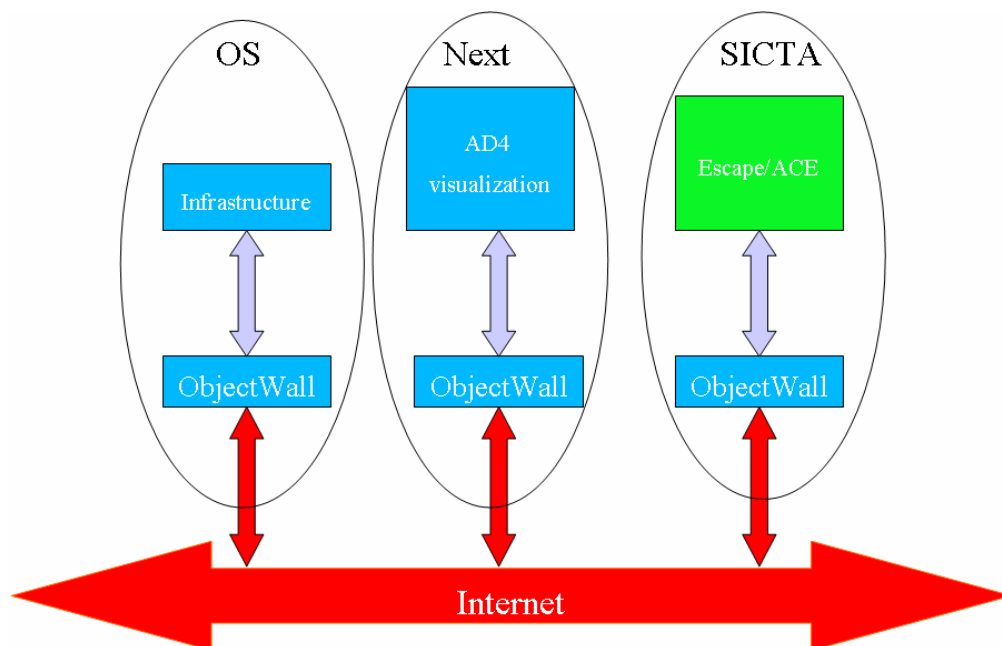 OS
Next
SICTA
Infrastructure
AD4
visualization
Escape/ACE
ObjectWall
ObjectWall
ObjectWall
Internet